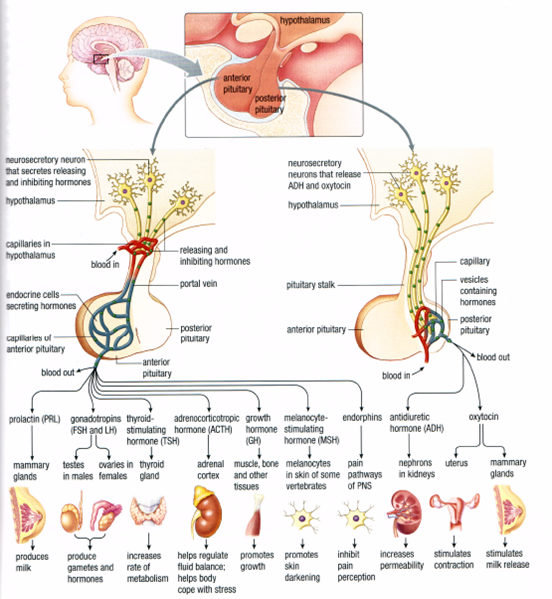 hypothalamus
anterior
pituitary
posterior
pituitary
neurosecretory neuron
that secretes releasing
and inhibiting hormones
hypothalamus
capillaries in
hypothalamus
blood in
releasing and
inhibiting hormones
portal vein
endocrine cells
secreting hormones
capillaries of
anterior pituitary
posterior
pituitary
anterior
pituitary
blood out
neurosecretory
neurons that release
ADH and oxytocin
hypothalamus
capillary
pituitary stalk
vesicles
containing
hormones
anterior pituitary
posterior
pituitary
blood out
blood in
prolactin (PRL)
gonadotropins
(FSH and LH)
thyroid-
stimulating
hormone (TSH)
adrenocorticotropic
hormone (ACTH)
growth
hormone
(GH)
melanocyte-
stimulating
hormone (MSH)
endorphins
antidiuretic
hormone (ADH)
oxytocin
mammary
glands
testes
in males
ovaries in
females
thyroid
gland
adrenal
cortex
muscle, bone
and other
tissues
melanocytes
in skin of some
vertebrates
pain
pathways
of PNS
nephrons
in kidneys
uterus
mammary
glands
produces
milk
produce
gametes and
hormones
increases
rate of
metabolism
helps regulate
fluid balance;
helps body
cope with stress
promotes
growth
promotes
skin
darkening
inhibit
pain
perception
increases
permeability
stimulates
contraction
stimulates
milk release